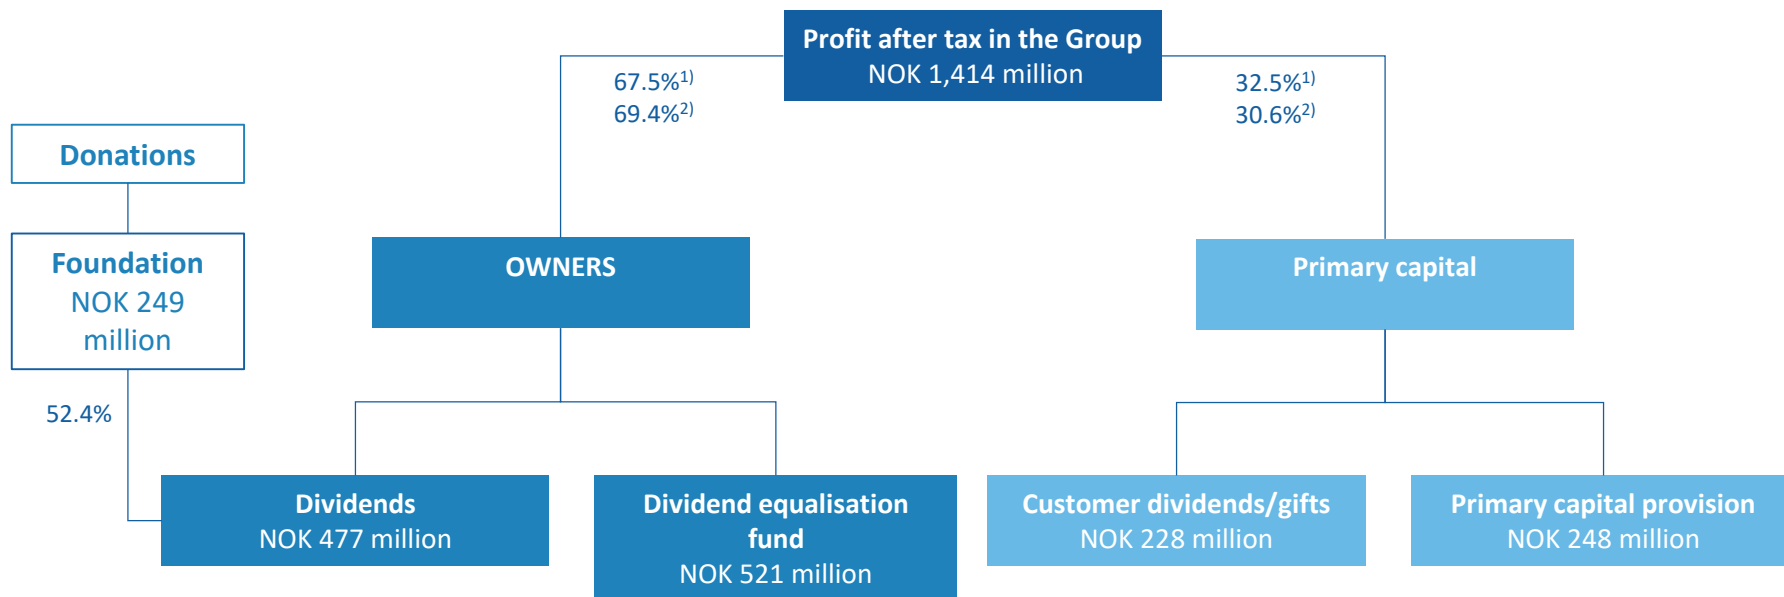 Profit after tax in the Group
NOK 1,414 million
67.5%1)
69.4%2)
32.5%1)
30.6%2)
Donations
Foundation
NOK 249
million
52.4%
OWNERS
Primary capital
Dividends
NOK 477 million
Dividend equalisation
fund
NOK 521 million
Customer dividends/gifts
NOK 228 million
Primary capital provision
NOK 248 million